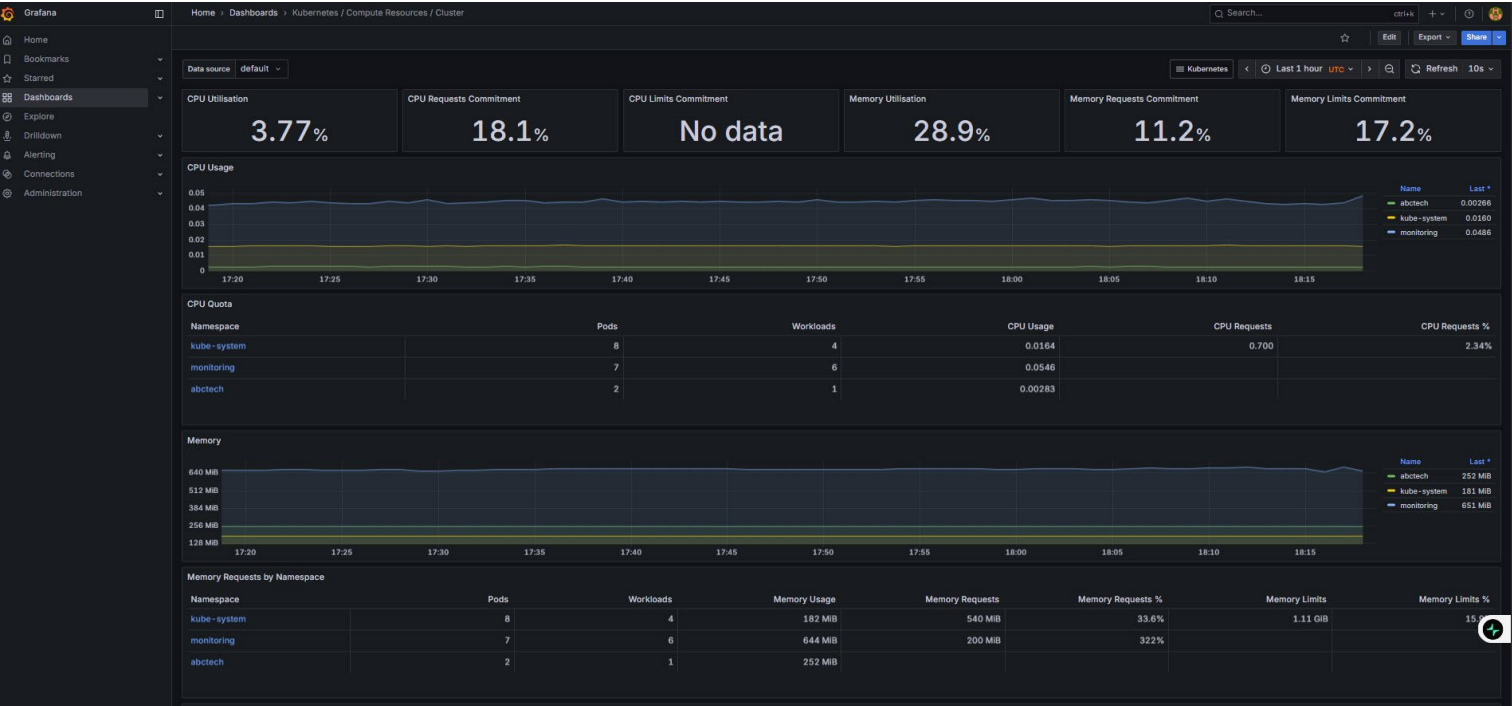 Grafana
Home › Dashboards › Kubernetes / Compute Resources / Cluster
Search...
ctrl+k
Home
Bookmarks
Starred
Dashboards
Explore
Drilldown
Alerting
Connections
Administration
Edit
Export
Share
Data source default
Kubernetes
Last 1 hour UTC
Refresh 10s
CPU Utilisation
3.77%
CPU Requests Commitment
18.1%
CPU Limits Commitment
No data
Memory Utilisation
28.9%
Memory Requests Commitment
11.2%
Memory Limits Commitment
17.2%
CPU Usage
0.05
0.04
0.03
0.02
0.01
0
17:20 17:25 17:30 17:35 17:40 17:45 17:50 17:55 18:00 18:05 18:10 18:15
Name Last *
abctech 0.00266
kube-system 0.0160
monitoring 0.0486
CPU Quota
Namespace Pods Workloads CPU Usage CPU Requests CPU Requests %
kube-system 8 4 0.0164 0.700 2.34%
monitoring 7 6 0.0546
abctech 2 1 0.00283
Memory
640 MiB
512 MiB
384 MiB
256 MiB
128 MiB
17:20 17:25 17:30 17:35 17:40 17:45 17:50 17:55 18:00 18:05 18:10 18:15
Name Last *
abctech 252 MiB
kube-system 181 MiB
monitoring 651 MiB
Memory Requests by Namespace
Namespace Pods Workloads Memory Usage Memory Requests Memory Requests % Memory Limits Memory Limits %
kube-system 8 4 182 MiB 540 MiB 33.6% 1.11 GiB
monitoring 7 6 644 MiB 200 MiB 322%
abctech 2 1 252 MiB